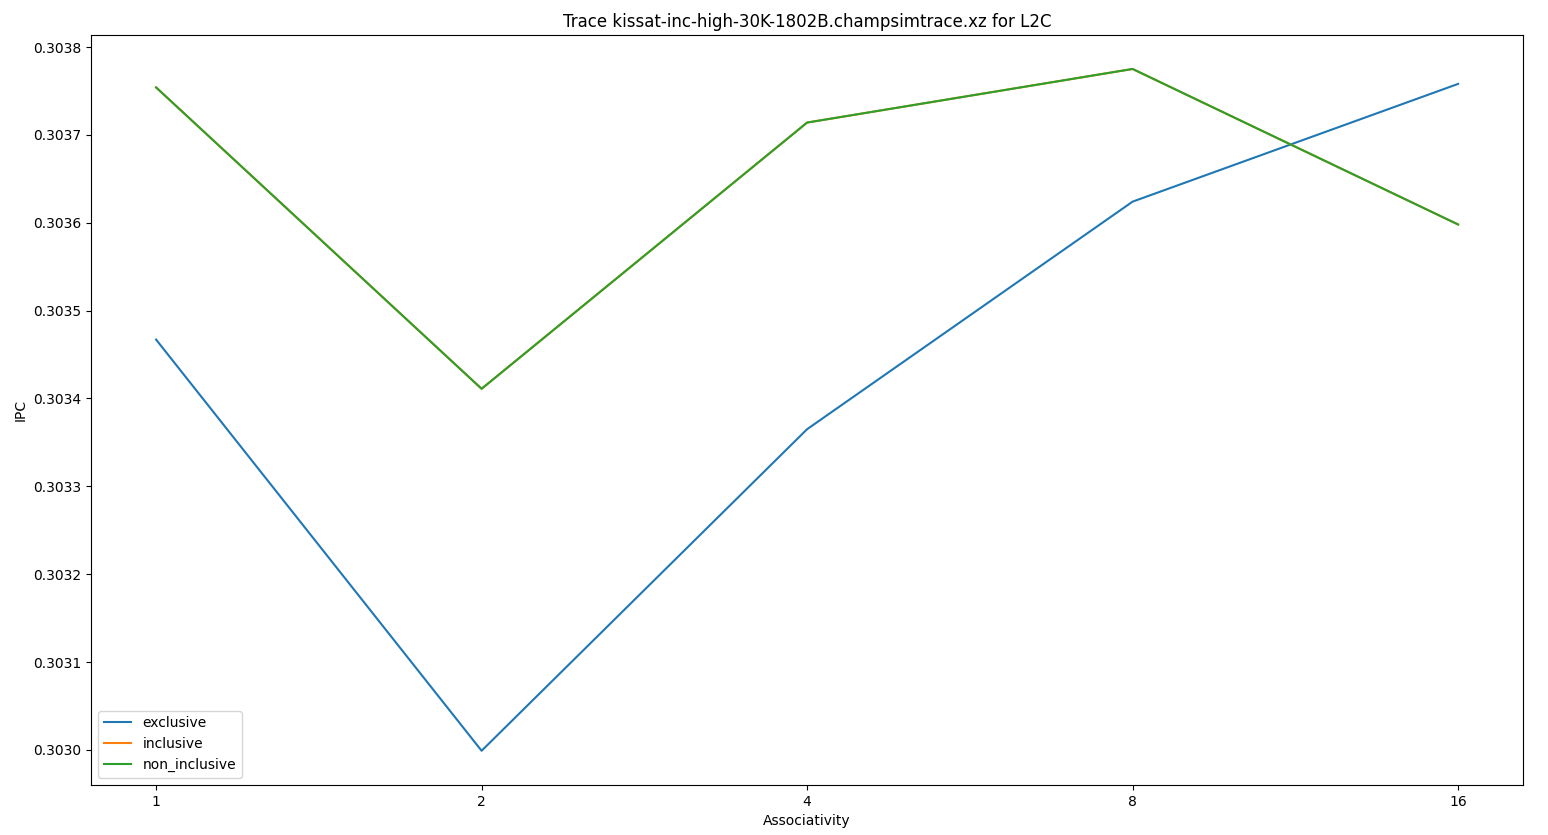 Trace kissat-inc-high-30K-1802B.champsimtrace.xz for L2C
0.3038
0.3037
0.3036
0.3035
0.3034
0.3033
0.3032
0.3031
0.3030
IPC
exclusive
inclusive
non_inclusive
1 2 4 8 16
Associativity